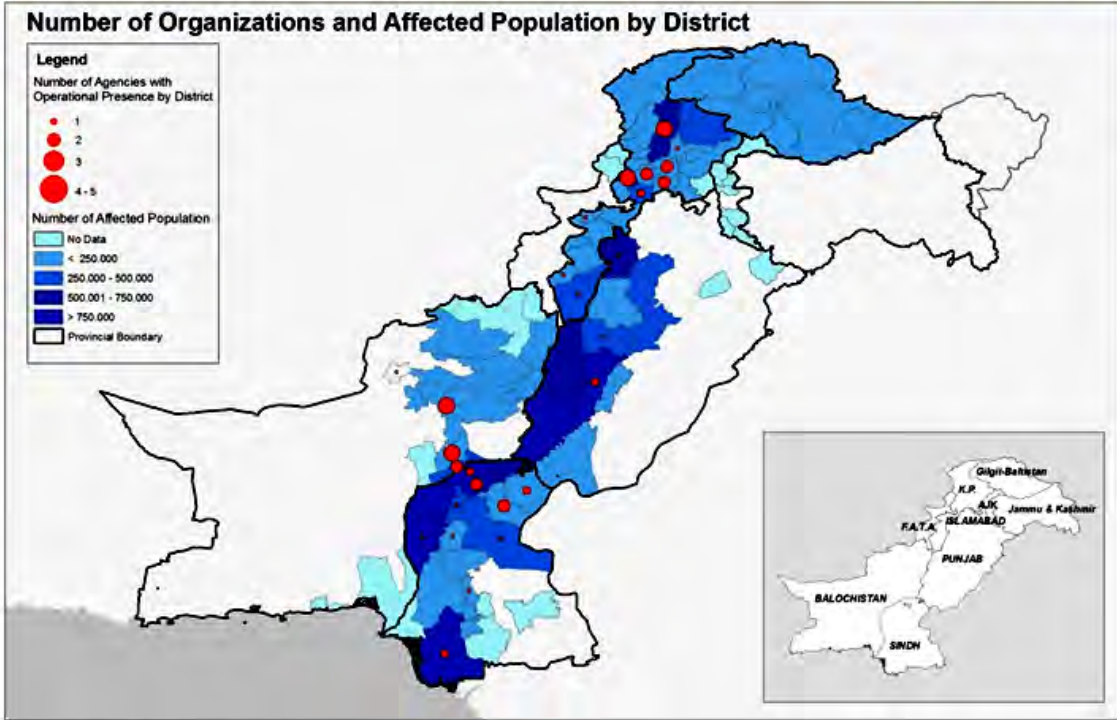 Number of Organizations and Affected Population by District
Legend
Number of Agencies with
Operational Presence by District
1
2
3
4 - 5
Number of Affected Population
No Data
< 250.000
250.000 - 500.000
500.001 - 750.000
> 750.000
Provincial Boundary
Gilgit-Baltistan
K.P.
AJK
Jammu & Kashmir
F.A.T.A.
ISLAMABAD
PUNJAB
BALOCHISTAN
SINDH